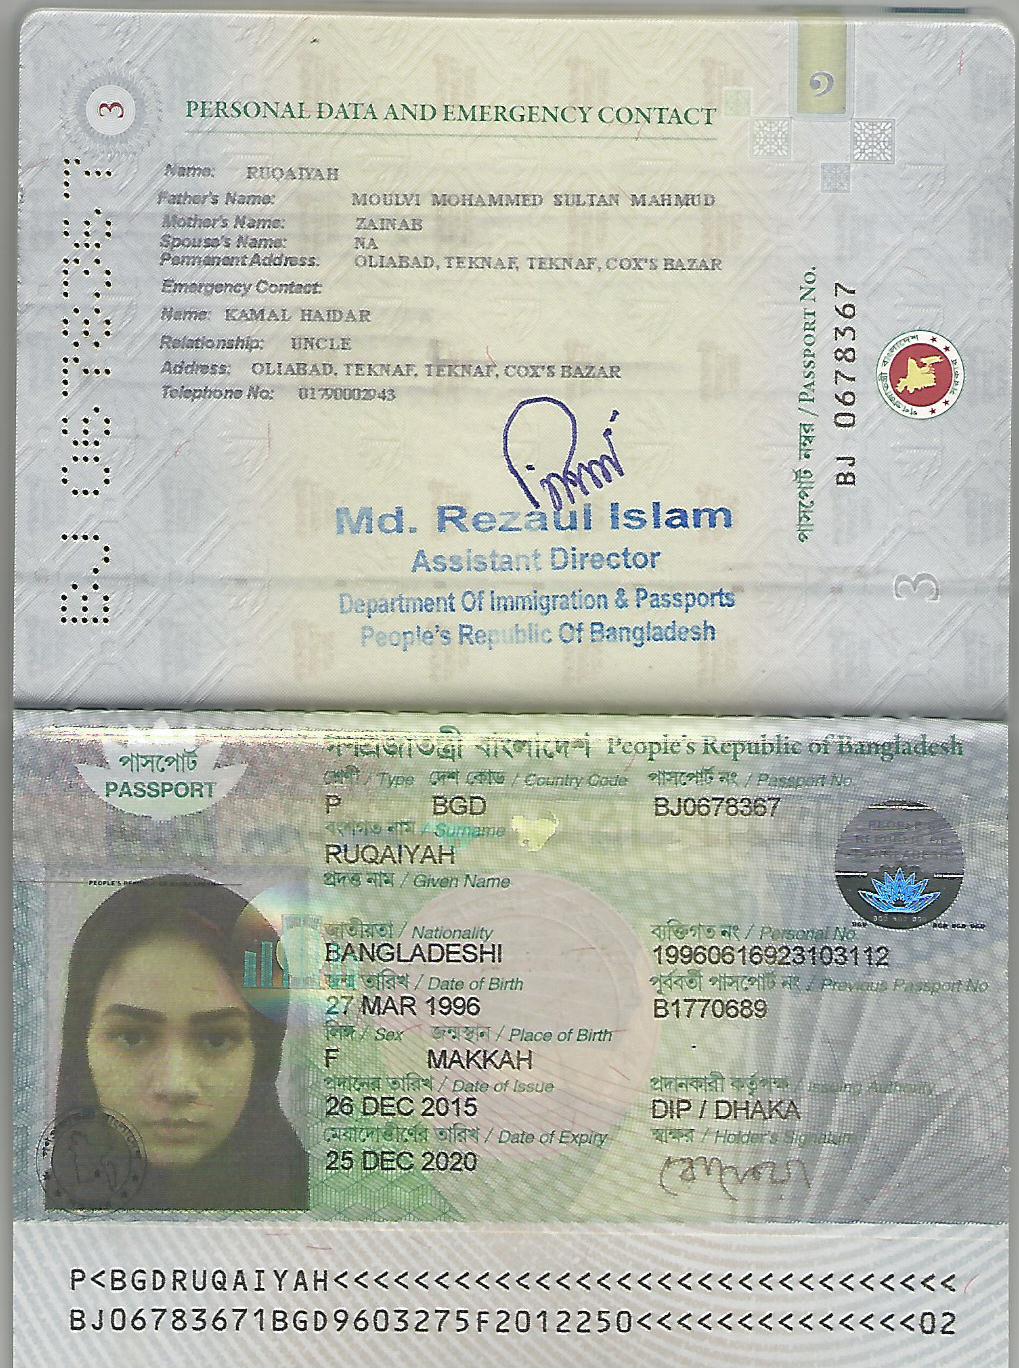 3
PERSONAL DATA AND EMERGENCY CONTACT
Name: RUQAIYAH
Father's Name: MOULVI MOHAMMED SULTAN MAHMUD
Mother's Name: ZAINAB
Spouse's Name: NA
Permanent Address: OLIABAD, TEKNAF, TEKNAF, COX'S BAZAR
Emergency Contact:
Name: KAMAL HAIDAR
Relationship: UNCLE
Address: OLIABAD, TEKNAF, TEKNAF, COX'S BAZAR
Telephone No: 01790002943
Md. Rezaul Islam
Assistant Director
Department Of Immigration & Passports
People's Republic Of Bangladesh
BJ 0678367
পাসপোর্ট নম্বর / PASSPORT No.
BJ 0678367
3
পাসপোর্ট
PASSPORT
গণপ্রজাতন্ত্রী বাংলাদেশ People's Republic of Bangladesh
শ্রেণী / Type দেশ কোড / Country Code পাসপোর্ট নং / Passport No
P BGD BJ0678367
বংশগত নাম / Surname
RUQAIYAH
প্রদত্ত নাম / Given Name
জাতীয়তা / Nationality ব্যক্তিগত নং / Personal No.
BANGLADESHI 19960616923103112
জন্ম তারিখ / Date of Birth পূর্ববর্তী পাসপোর্ট নং / Previous Passport No
27 MAR 1996 B1770689
লিঙ্গ / Sex জন্মস্থান / Place of Birth
F MAKKAH
প্রদানের তারিখ / Date of Issue প্রদানকারী কর্তৃপক্ষ / Issuing Authority
26 DEC 2015 DIP / DHAKA
মেয়াদোত্তীর্ণের তারিখ / Date of Expiry স্বাক্ষর / Holder's Signature
25 DEC 2020
P<BGDRUQAIYAH<<<<<<<<<<<<<<<<<<<<<<<<<<<<<<<
BJ06783671BGD9603275F2012250<<<<<<<<<<<<<<02